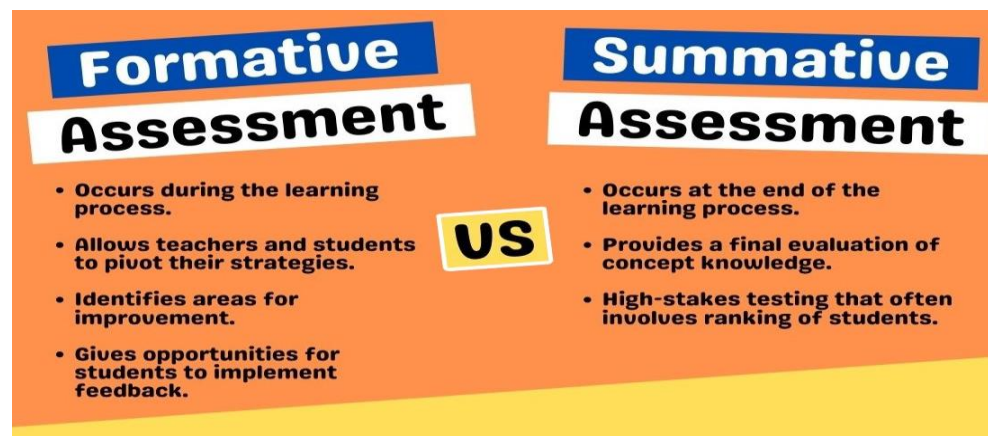 Formative
Assessment
• Occurs during the learning
process.
• Allows teachers and students
to pivot their strategies.
• Identifies areas for
improvement.
• Gives opportunities for
students to implement
feedback.
VS
Summative
Assessment
• Occurs at the end of the
learning process.
• Provides a final evaluation of
concept knowledge.
• High-stakes testing that often
involves ranking of students.